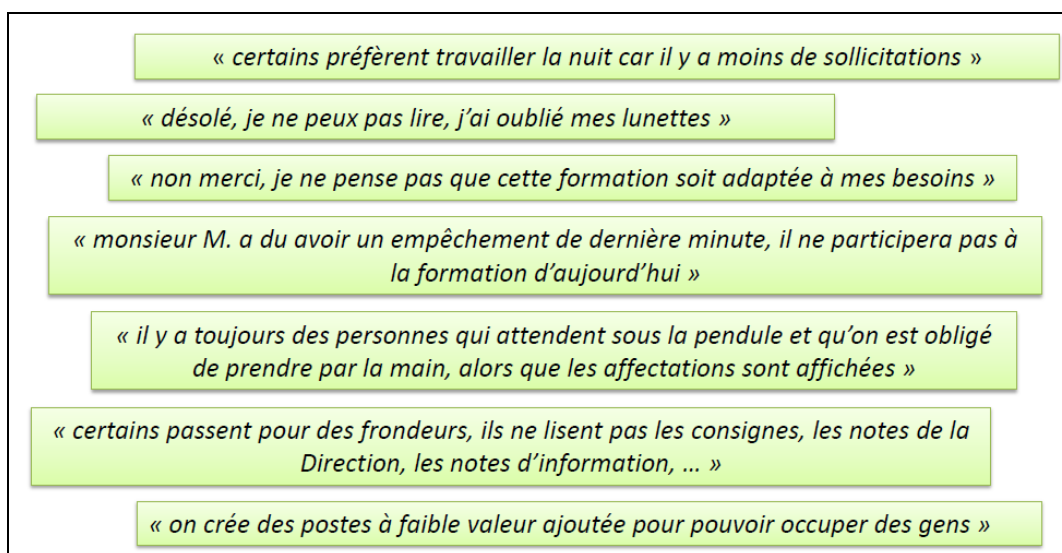 « certains préfèrent travailler la nuit car il y a moins de sollicitations »
« désolé, je ne peux pas lire, j’ai oublié mes lunettes »
« non merci, je ne pense pas que cette formation soit adaptée à mes besoins »
« monsieur M. a du avoir un empêchement de dernière minute, il ne participera pas à
la formation d’aujourd’hui »
« il y a toujours des personnes qui attendent sous la pendule et qu’on est obligé
de prendre par la main, alors que les affectations sont affichées »
« certains passent pour des frondeurs, ils ne lisent pas les consignes, les notes de la
Direction, les notes d’information, … »
« on crée des postes à faible valeur ajoutée pour pouvoir occuper des gens »